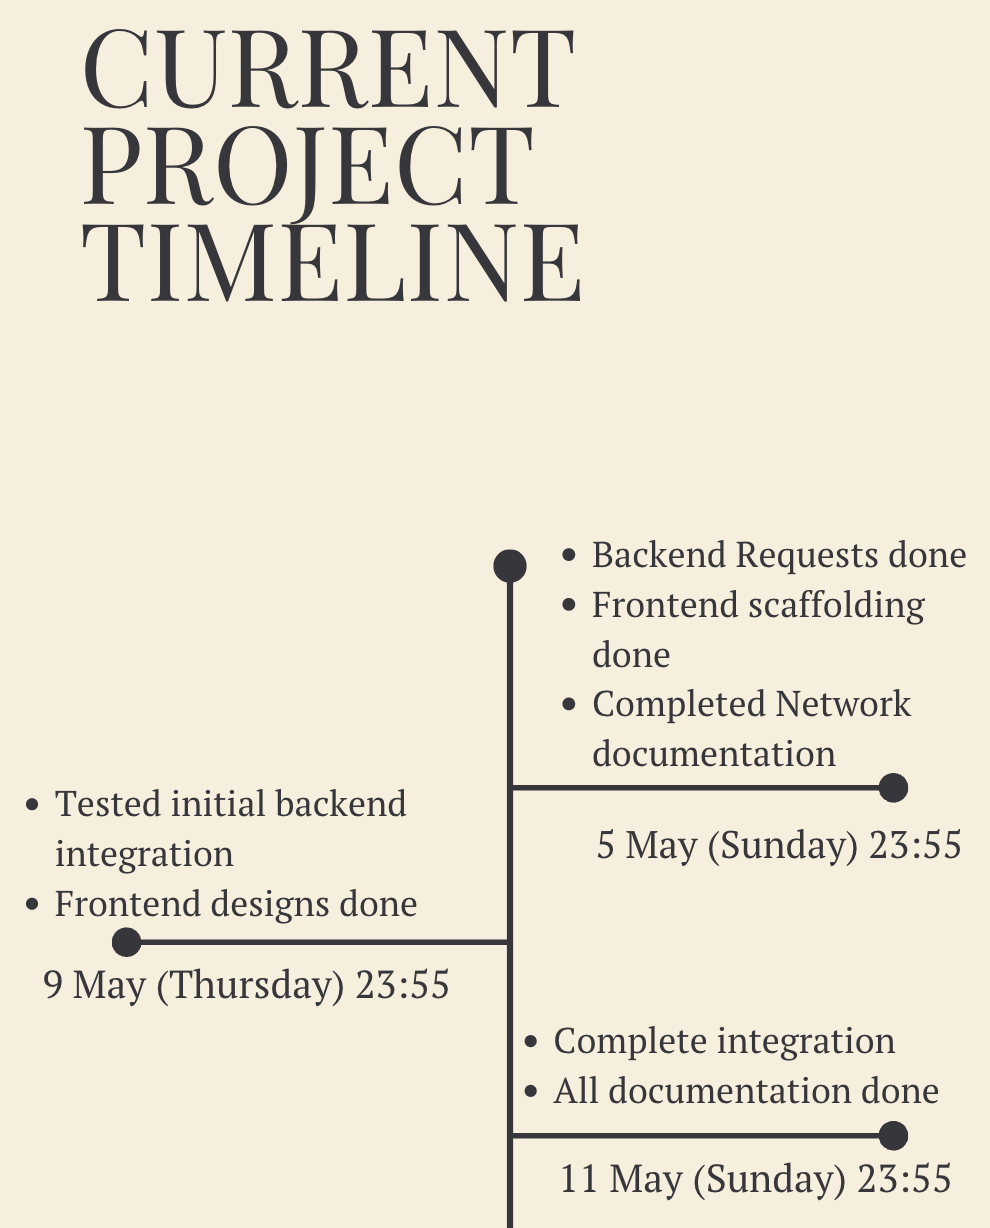 CURRENT
PROJECT
TIMELINE
• Backend Requests done
• Frontend scaffolding
done
• Completed Network
documentation
5 May (Sunday) 23:55
• Tested initial backend
integration
• Frontend designs done
9 May (Thursday) 23:55
• Complete integration
• All documentation done
11 May (Sunday) 23:55